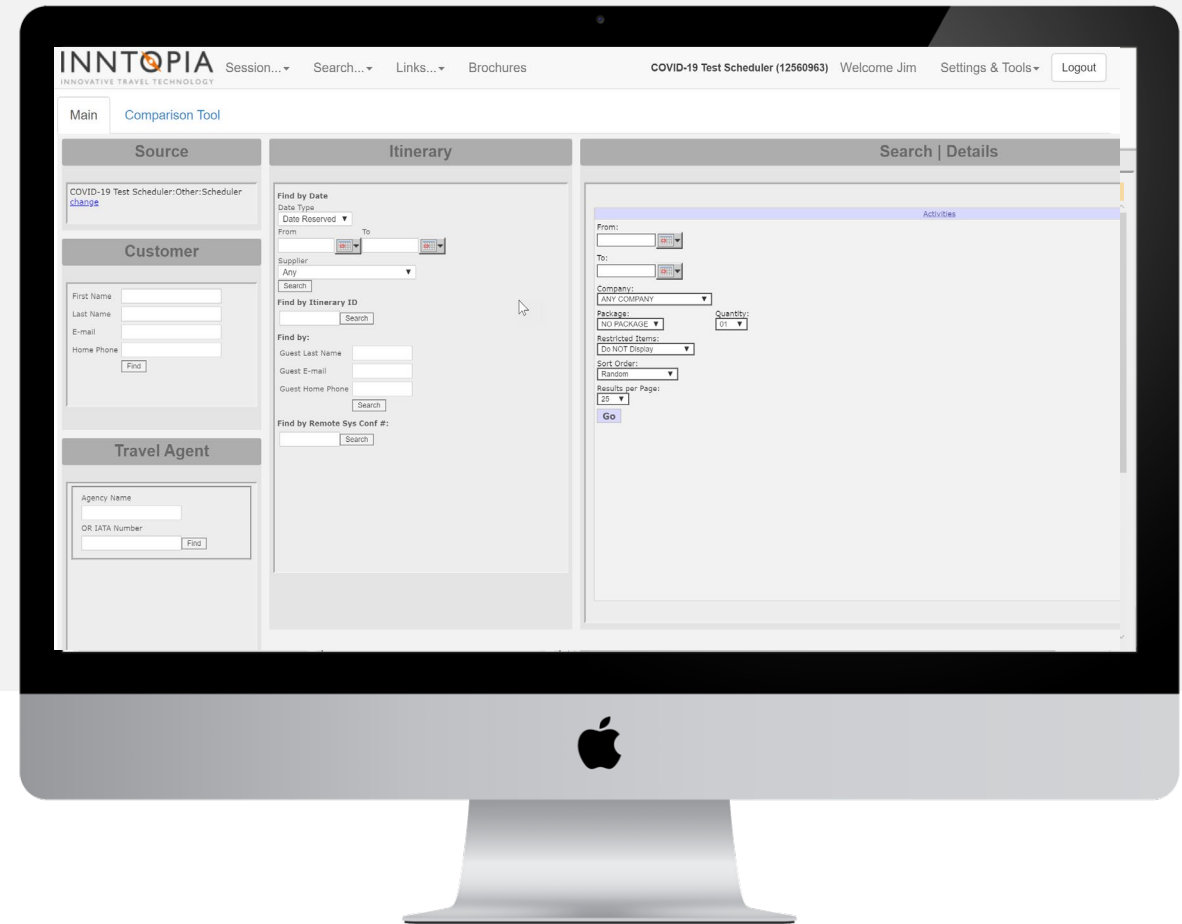 INNTOPIA
INNOVATIVE TRAVEL TECHNOLOGY
Session...
Search...
Links...
Brochures
COVID-19 Test Scheduler (12560963)
Welcome Jim
Settings & Tools
Logout
Main
Comparison Tool
Source
COVID-19 Test Scheduler:Other:Scheduler
change
Customer
First Name
Last Name
E-mail
Home Phone
Find
Travel Agent
Agency Name
OR IATA Number
Find
Itinerary
Find by Date
Date Type
Date Reserved
From To
Supplier
Any
Search
Find by Itinerary ID
Search
Find by:
Guest Last Name
Guest E-mail
Guest Home Phone
Search
Find by Remote Sys Conf #:
Search
Search | Details
Activities
From:
To:
Company:
ANY COMPANY
Package: Quantity:
NO PACKAGE 01
Restricted Items:
Do NOT Display
Sort Order:
Random
Results per Page:
25
Go